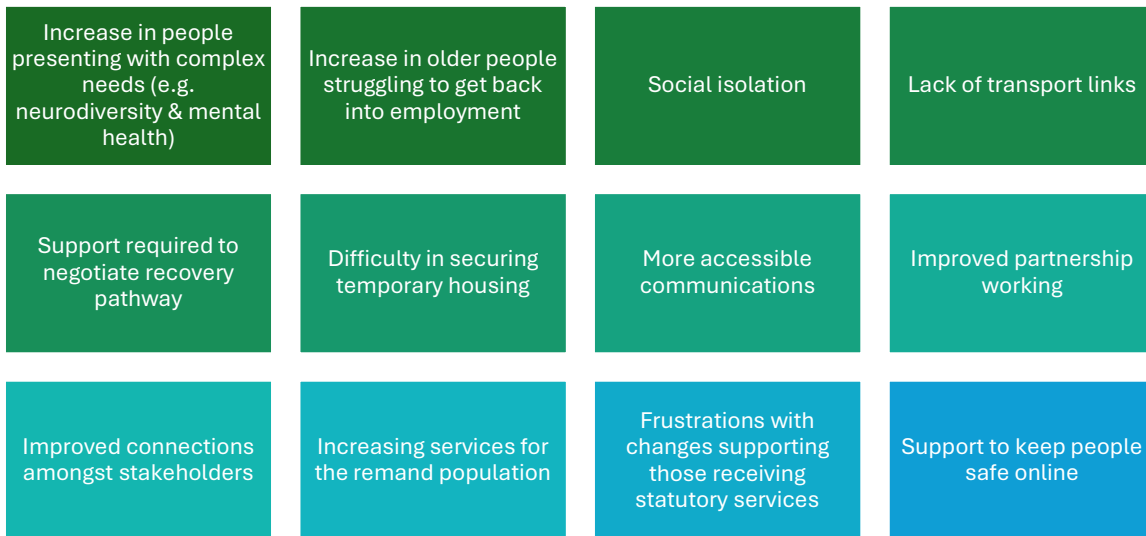 Increase in people
presenting with complex
needs (e.g.
neurodiversity & mental
health)
Increase in older people
struggling to get back
into employment
Social isolation
Lack of transport links
Support required to
negotiate recovery
pathway
Difficulty in securing
temporary housing
More accessible
communications
Improved partnership
working
Improved connections
amongst stakeholders
Increasing services for
the remand population
Frustrations with
changes supporting
those receiving
statutory services
Support to keep people
safe online